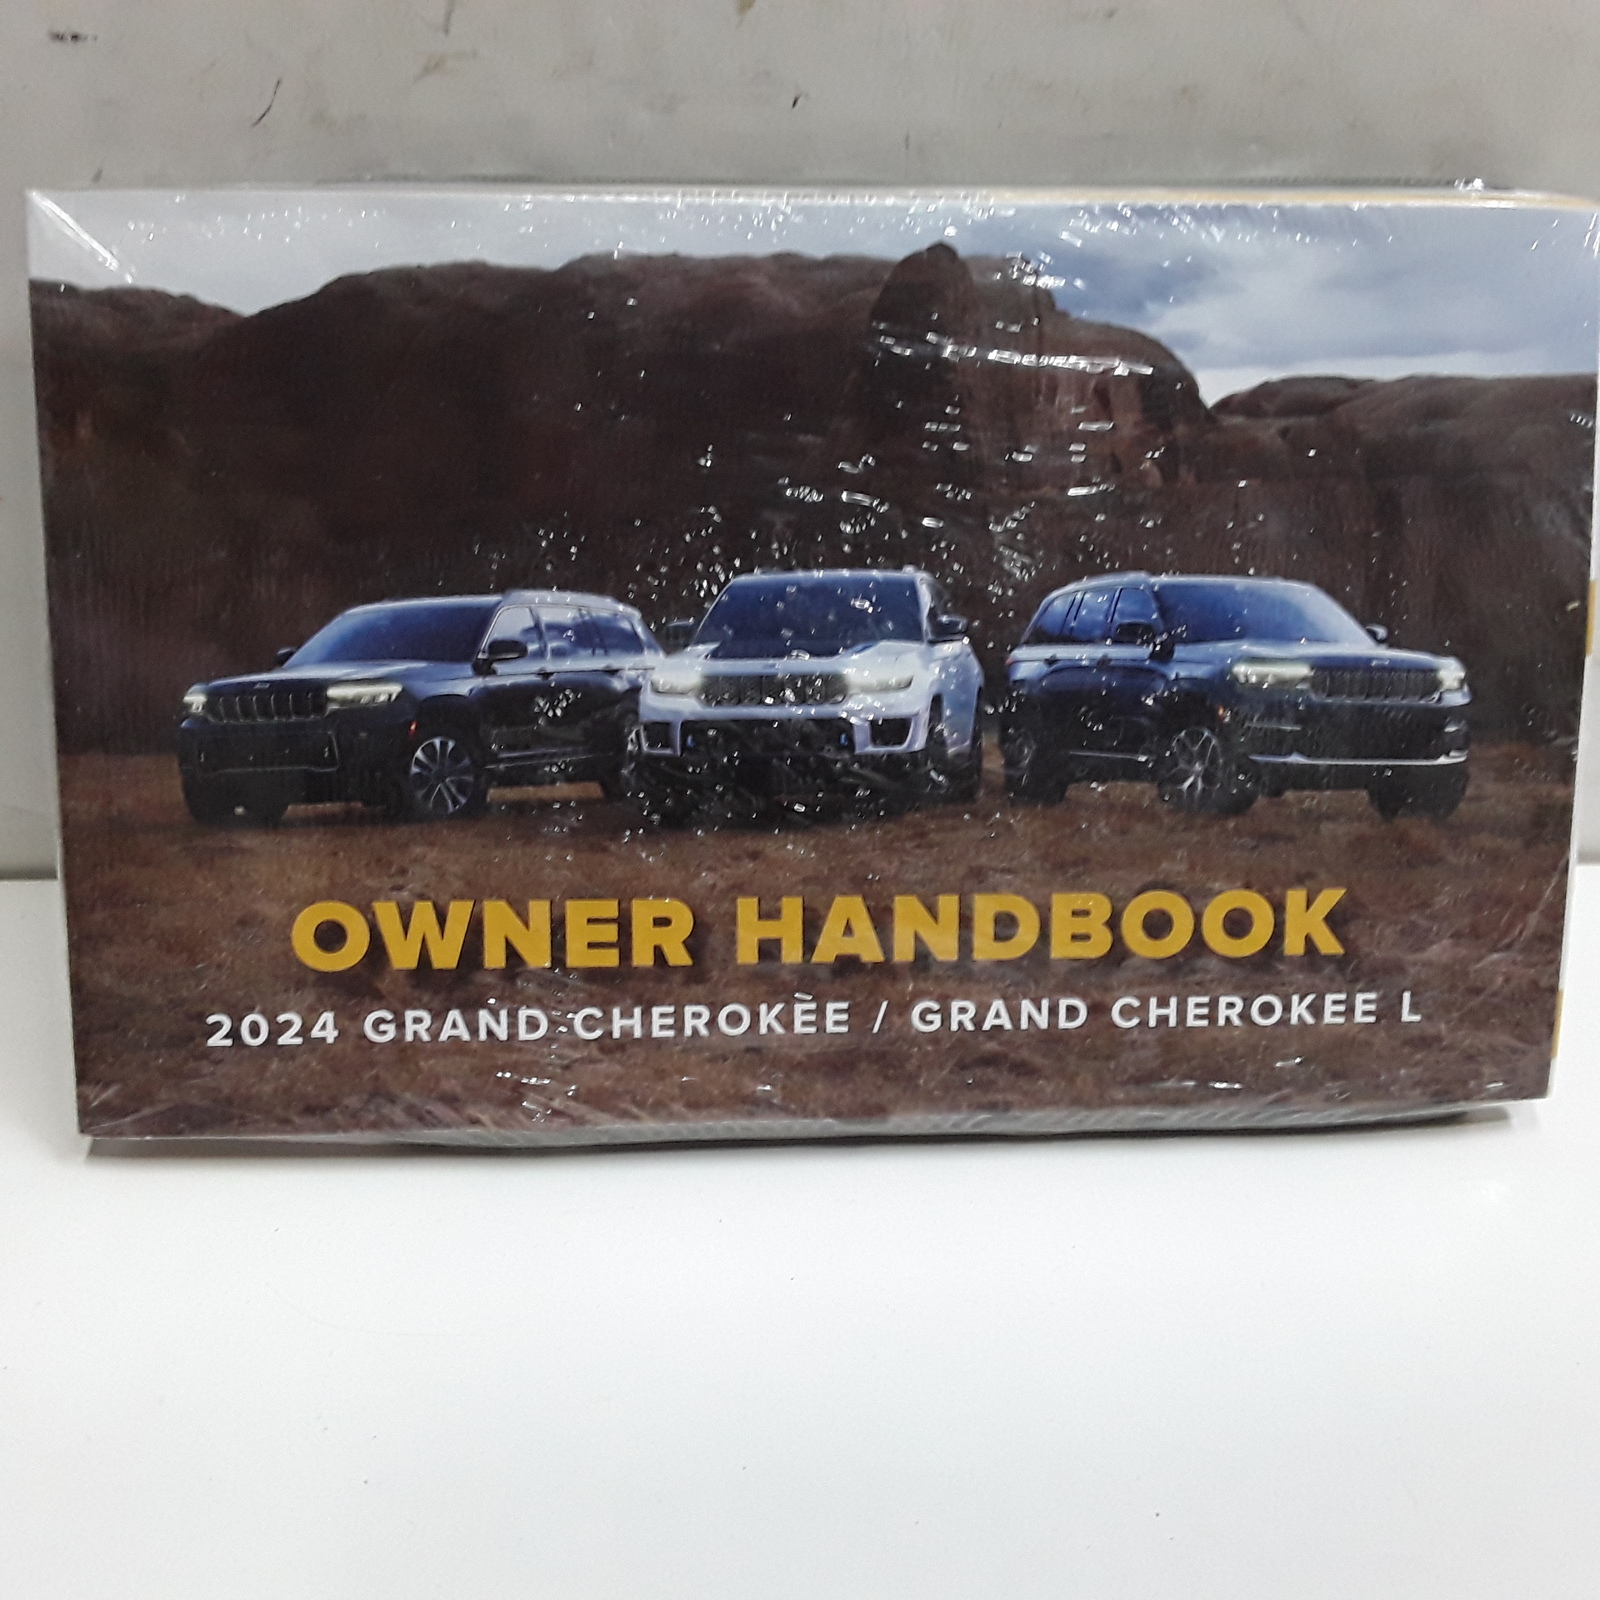 OWNER HANDBOOK
2024 GRAND CHEROKEE / GRAND CHEROKEE L